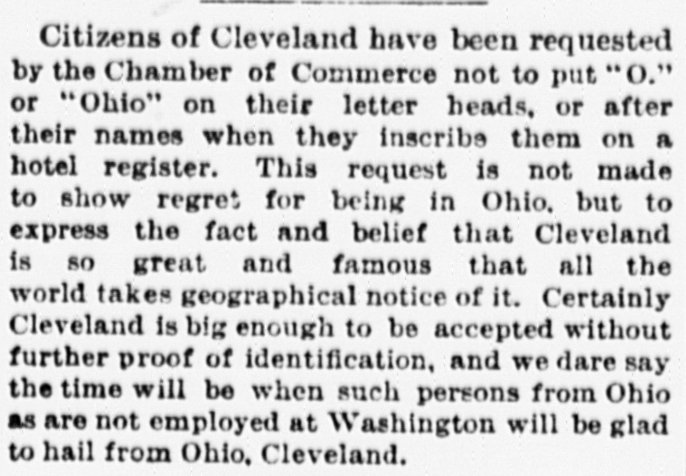 Citizens of Cleveland have been requested
by the Chamber of Commerce not to put "O."
or "Ohio" on their letter heads, or after
their names when they inscribe them on a
hotel register. This request is not made
to show regret for being in Ohio, but to
express the fact and belief that Cleveland
is so great and famous that all the
world takes geographical notice of it. Certainly
Cleveland is big enough to be accepted without
further proof of identification, and we dare say
the time will be when such persons from Ohio
as are not employed at Washington will be glad
to hail from Ohio, Cleveland.